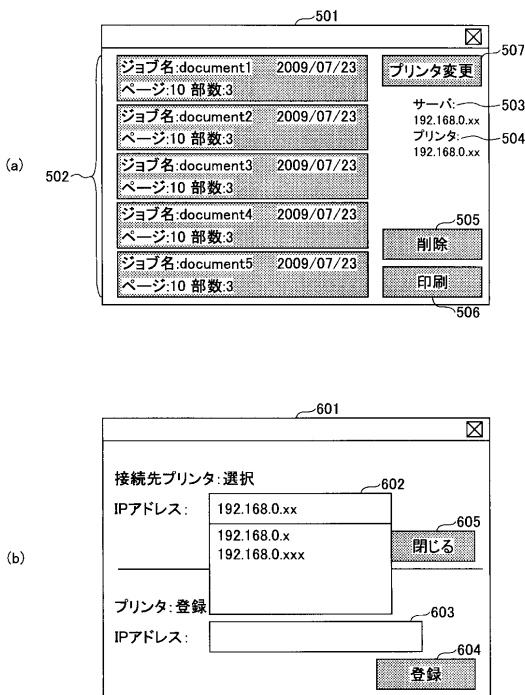 501
507
ジョブ名:document1 2009/07/23
ページ:10 部数:3
プリンタ変更
ジョブ名:document2 2009/07/23
ページ:10 部数:3
サーバ: 503
192.168.0.xx
プリンタ: 504
192.168.0.xx
(a)
502
ジョブ名:document3 2009/07/23
ページ:10 部数:3
ジョブ名:document4 2009/07/23
ページ:10 部数:3
505
削除
ジョブ名:document5 2009/07/23
ページ:10 部数:3
印刷
506
601
接続先プリンタ:選択
602
IPアドレス: 192.168.0.xx
192.168.0.x
192.168.0.xxx
605
閉じる
(b)
プリンタ:登録
603
IPアドレス:
604
登録